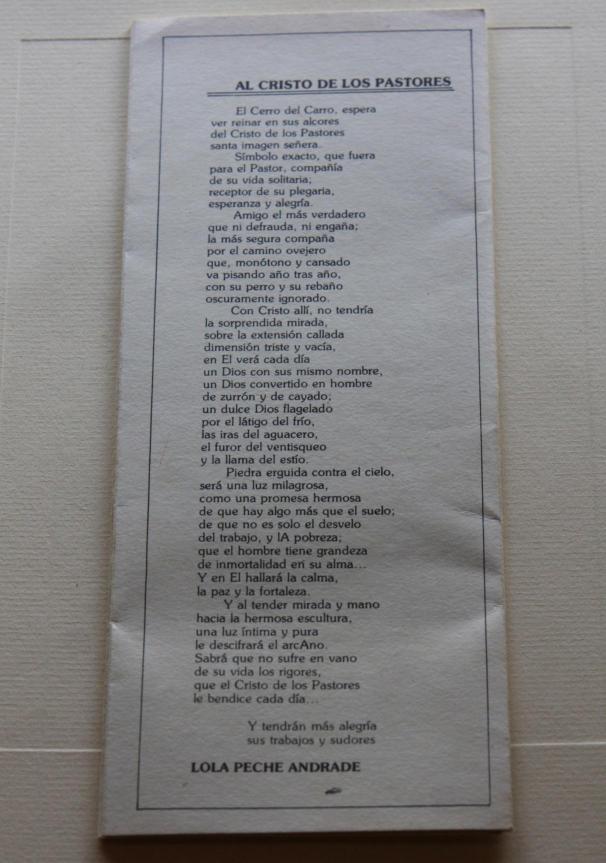 AL CRISTO DE LOS PASTORES
El Cerro del Carro, espera
ver reinar en sus alcores
del Cristo de los Pastores
santa imagen señera.
Símbolo exacto, que fuera
para el Pastor, compañía
de su vida solitaria;
receptor de su plegaria,
esperanza y alegría.
Amigo el más verdadero
que ni defrauda, ni engaña;
la más segura compaña
por el camino ovejero
que, monótono y cansado
va pisando año tras año,
con su perro y su rebaño
oscuramente ignorado.
Con Cristo allí, no tendría
la sorprendida mirada,
sobre la extensión callada
dimensión triste y vacía,
en El verá cada día
un Dios con sus mismo nombre,
un Dios convertido en hombre
de zurrón y de cayado;
un dulce Dios flagelado
por el látigo del frío,
las iras del aguacero,
el furor del ventisqueo
y la llama del estío.
Piedra erguida contra el cielo,
será una luz milagrosa,
como una promesa hermosa
de que hay algo más que el suelo;
de que no es solo el desvelo
del trabajo, y lA pobreza;
que el hombre tiene grandeza
de inmortalidad en su alma...
Y en El hallará la calma,
la paz y la fortaleza.
Y al tender mirada y mano
hacia la hermosa escultura,
una luz íntima y pura
le descifrará el arcAno.
Sabrá que no sufre en vano
de su vida los rigores,
que el Cristo de los Pastores
le bendice cada día...
Y tendrán más alegría
sus trabajos y sudores
LOLA PECHE ANDRADE